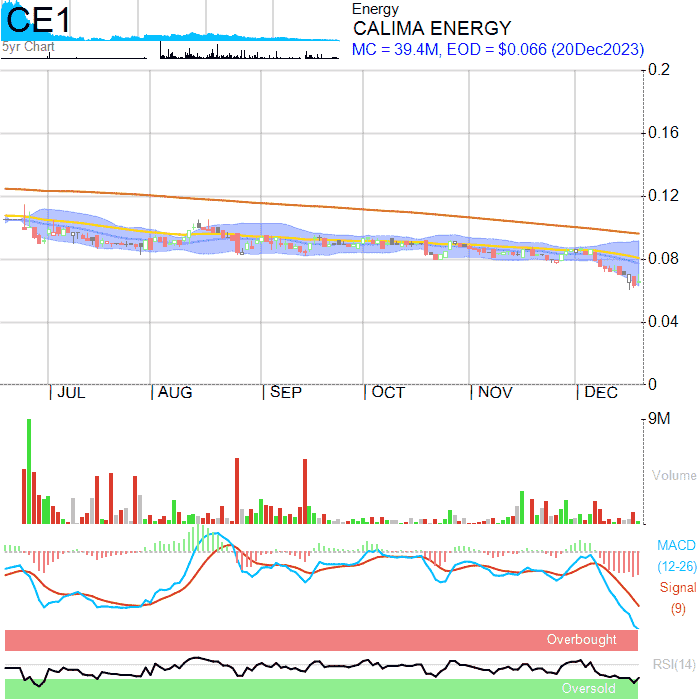 CE1
5yr Chart
Energy
CALIMA ENERGY
MC = 39.4M, EOD = $0.066 (20Dec2023)
0.2
0.16
0.12
0.08
0.04
0
JUL AUG SEP OCT NOV DEC
9M
Volume
MACD
(12-26)
Signal
(9)
Overbought
RSI(14)
Oversold